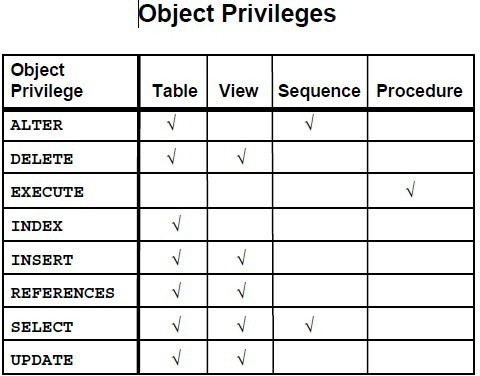 Object Privileges
Object Privilege Table View Sequence Procedure
ALTER √ √
DELETE √ √
EXECUTE √
INDEX √
INSERT √ √
REFERENCES √ √
SELECT √ √ √
UPDATE √ √